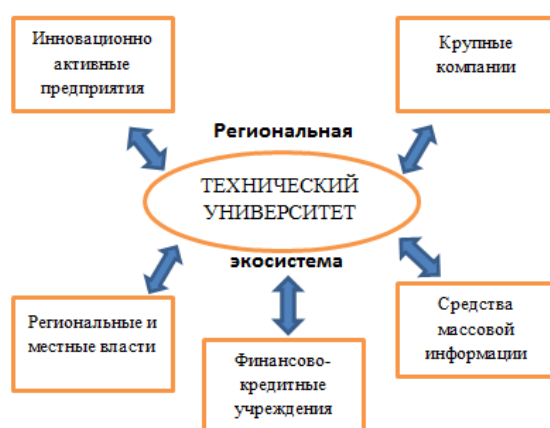 Инновационно
активные
предприятия
Крупные
компании
Региональная
ТЕХНИЧЕСКИЙ
УНИВЕРСИТЕТ
экосистема
Региональные и
местные власти
Финансово-
кредитные
учреждения
Средства
массовой
информации